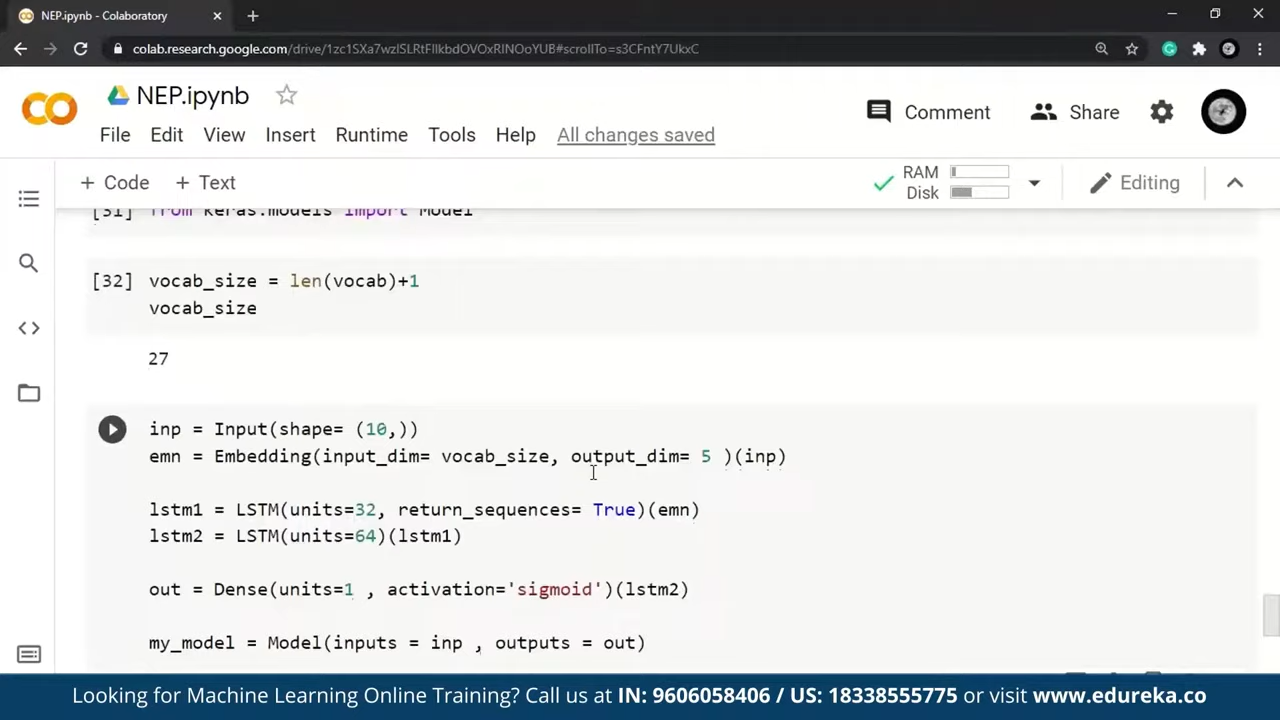 NEP.ipynb - Colaboratory
colab.research.google.com/drive/1zc1SXa7wzlSLRtFIlkbdOVOxRINOoYUB#scrollTo=s3CFntY7UkxC
NEP.ipynb
Comment
Share
File Edit View Insert Runtime Tools Help All changes saved
+ Code + Text
RAM
Disk
Editing
[31] from keras.models import Model
[32] vocab_size = len(vocab)+1
vocab_size
27
inp = Input(shape= (10,))
emn = Embedding(input_dim= vocab_size, output_dim= 5 )(inp)
lstm1 = LSTM(units=32, return_sequences= True)(emn)
lstm2 = LSTM(units=64)(lstm1)
out = Dense(units=1 , activation='sigmoid')(lstm2)
my_model = Model(inputs = inp , outputs = out)
Looking for Machine Learning Online Training? Call us at IN: 9606058406 / US: 18338555775 or visit www.edureka.co